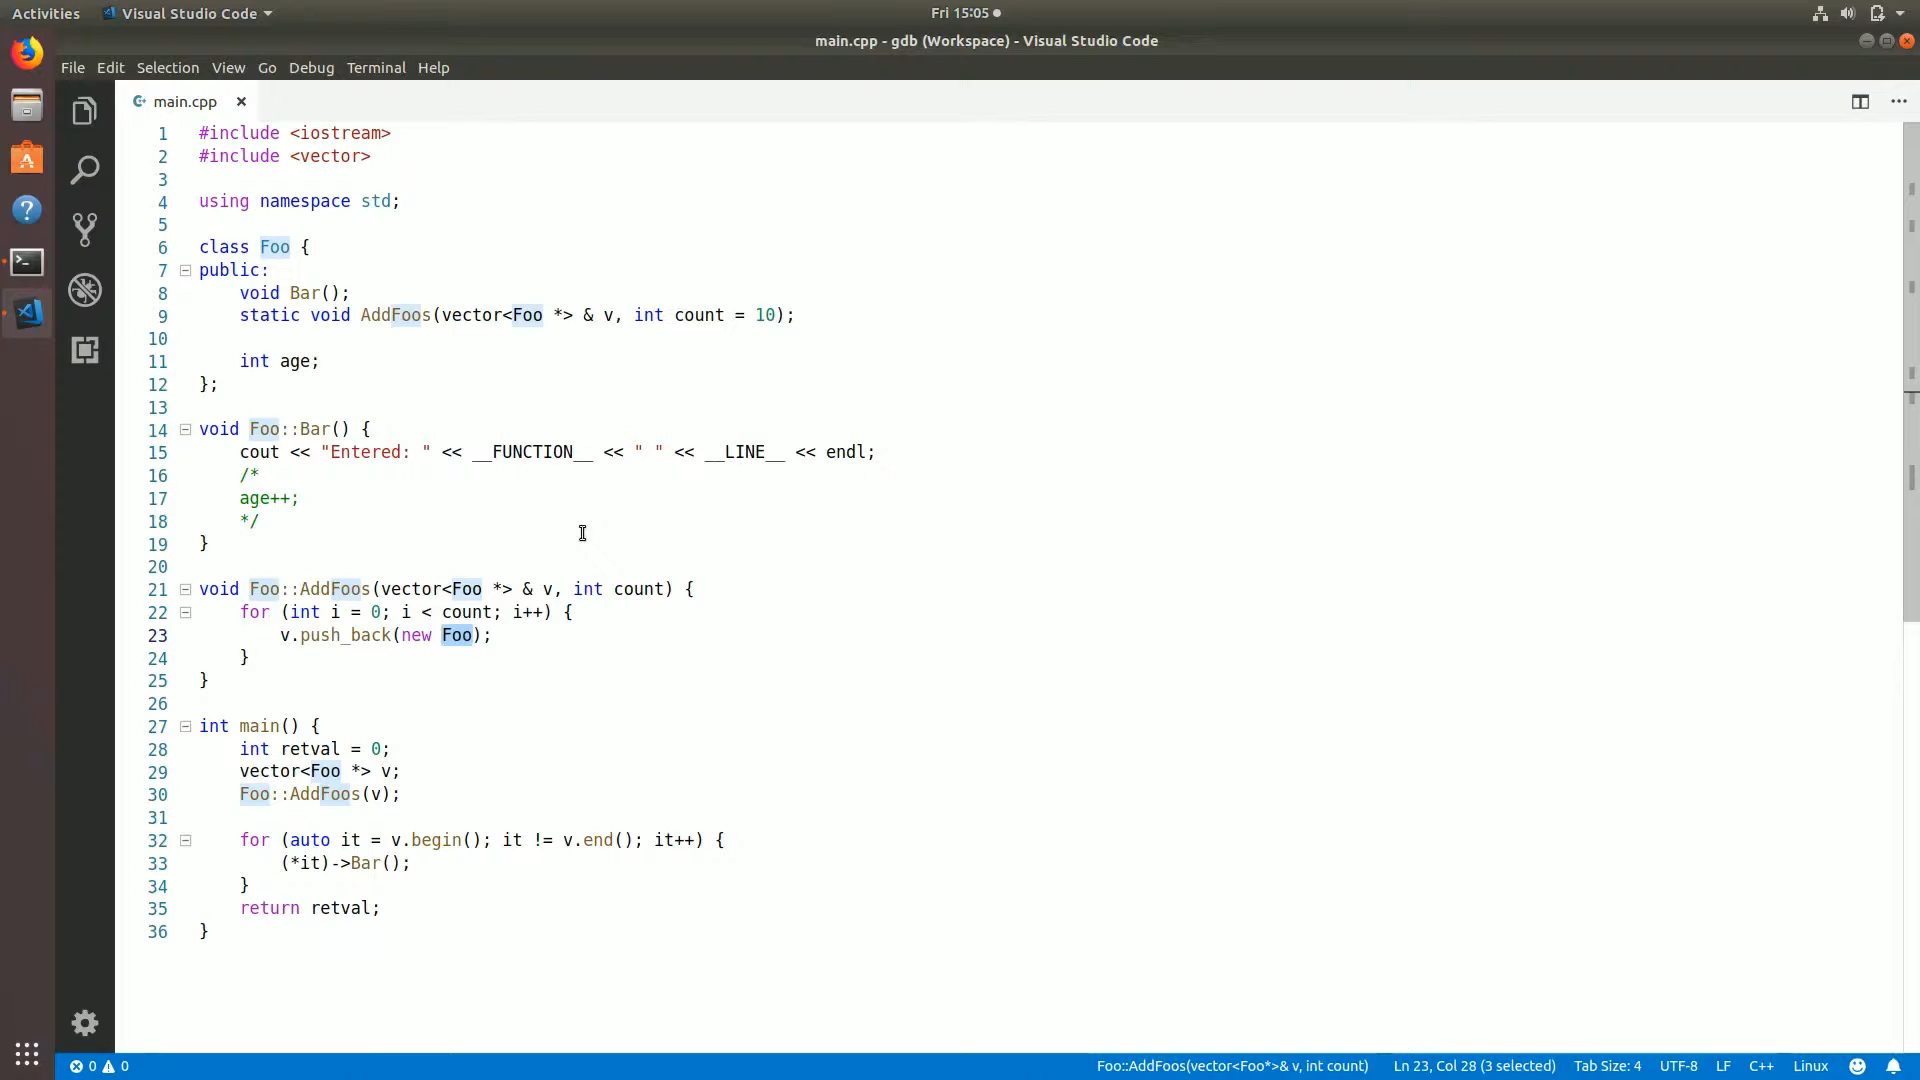 Activities Visual Studio Code Fri 15:05
main.cpp - gdb (Workspace) - Visual Studio Code
File Edit Selection View Go Debug Terminal Help
main.cpp
1 #include <iostream>
2 #include <vector>
3
4 using namespace std;
5
6 class Foo {
7 public:
8 void Bar();
9 static void AddFoos(vector<Foo *> & v, int count = 10);
10
11 int age;
12 };
13
14 void Foo::Bar() {
15 cout << "Entered: " << __FUNCTION__ << " " << __LINE__ << endl;
16 /*
17 age++;
18 */
19 }
20
21 void Foo::AddFoos(vector<Foo *> & v, int count) {
22 for (int i = 0; i < count; i++) {
23 v.push_back(new Foo);
24 }
25 }
26
27 int main() {
28 int retval = 0;
29 vector<Foo *> v;
30 Foo::AddFoos(v);
31
32 for (auto it = v.begin(); it != v.end(); it++) {
33 (*it)->Bar();
34 }
35 return retval;
36 }
0 0 Foo::AddFoos(vector<Foo*>& v, int count) Ln 23, Col 28 (3 selected) Tab Size: 4 UTF-8 LF C++ Linux